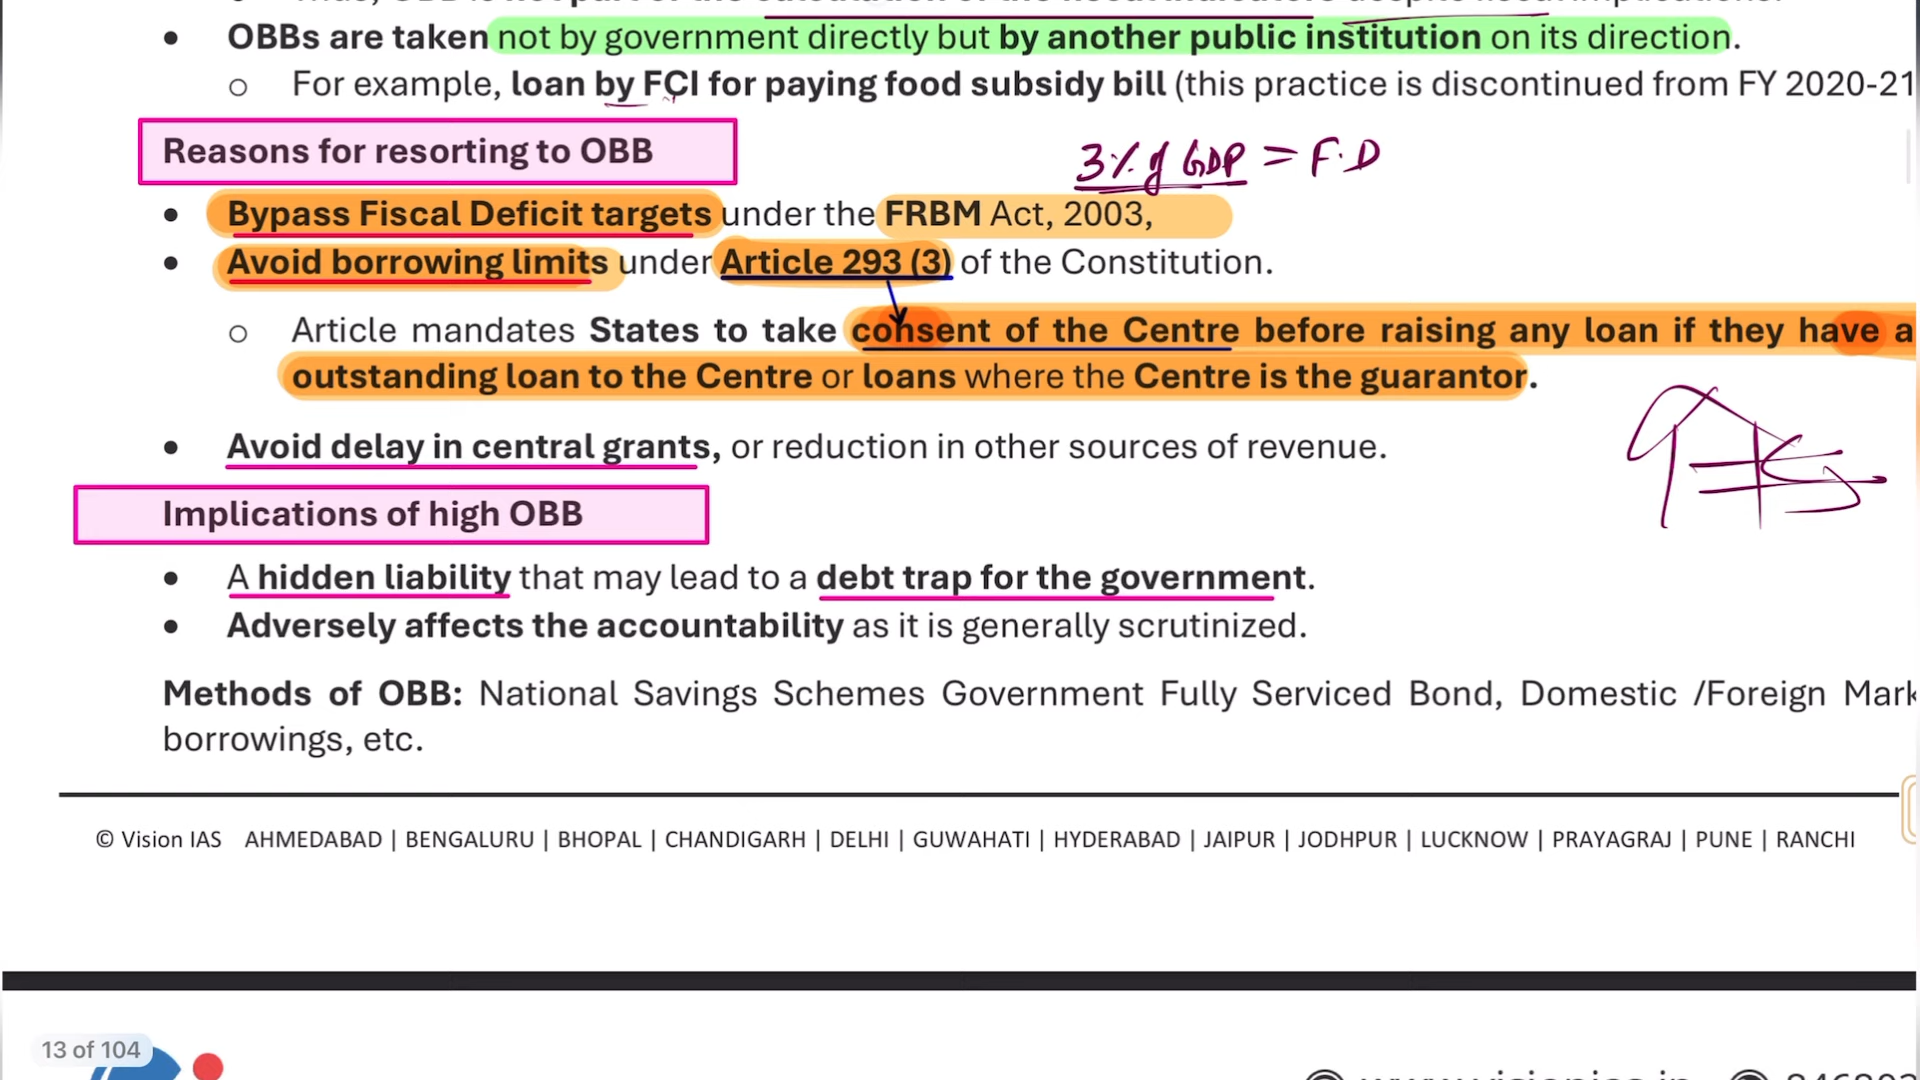 OBBs are taken not by government directly but by another public institution on its direction.
For example, loan by FCI for paying food subsidy bill (this practice is discontinued from FY 2020-21
Reasons for resorting to OBB
3% of GDP = F.D
Bypass Fiscal Deficit targets under the FRBM Act, 2003,
Avoid borrowing limits under Article 293 (3) of the Constitution.
Article mandates States to take consent of the Centre before raising any loan if they have a
outstanding loan to the Centre or loans where the Centre is the guarantor.
Avoid delay in central grants, or reduction in other sources of revenue.
Implications of high OBB
A hidden liability that may lead to a debt trap for the government.
Adversely affects the accountability as it is generally scrutinized.
Methods of OBB: National Savings Schemes Government Fully Serviced Bond, Domestic /Foreign Mark
borrowings, etc.
© Vision IAS AHMEDABAD | BENGALURU | BHOPAL | CHANDIGARH | DELHI | GUWAHATI | HYDERABAD | JAIPUR | JODHPUR | LUCKNOW | PRAYAGRAJ | PUNE | RANCHI
13 of 104